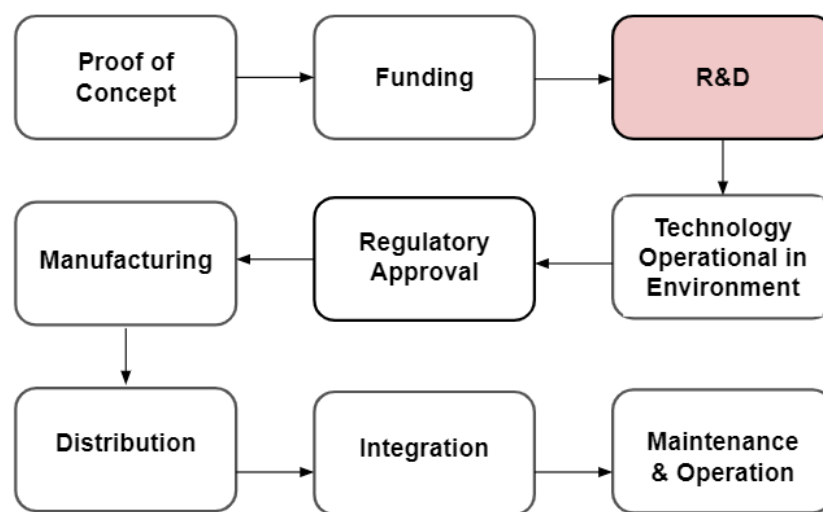 Proof of
Concept
Funding
R&D
Technology
Operational in
Environment
Regulatory
Approval
Manufacturing
Distribution
Integration
Maintenance
& Operation